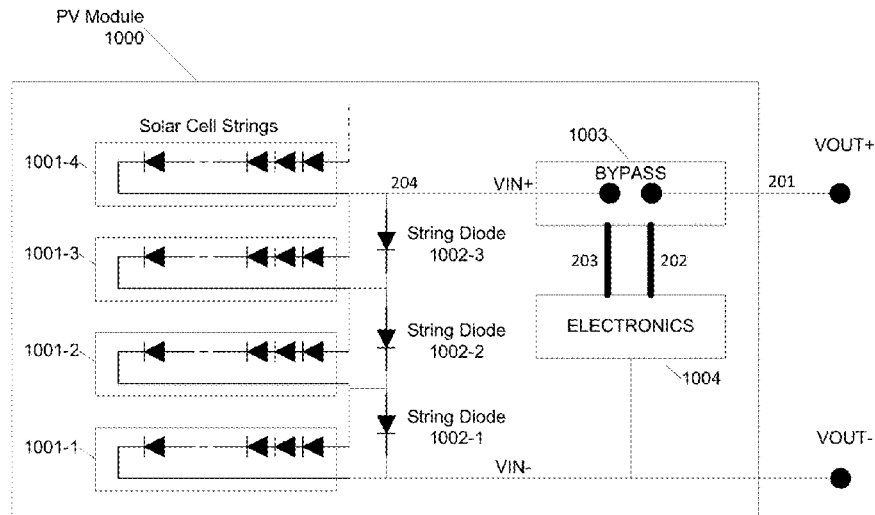 PV Module
1000
Solar Cell Strings
1001-4
1001-3
1001-2
1001-1
204
VIN+
String Diode
1002-3
String Diode
1002-2
String Diode
1002-1
VIN-
1003
BYPASS
203
202
ELECTRONICS
1004
201
VOUT+
VOUT-